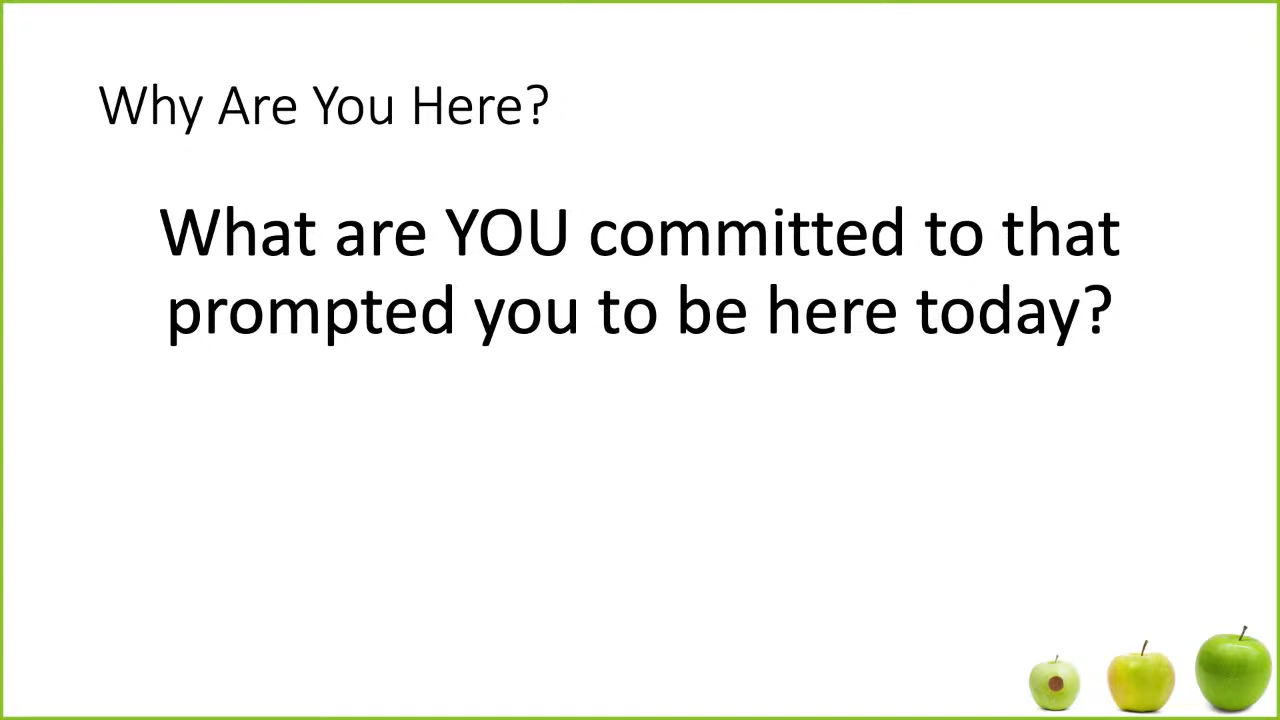 Why Are You Here?
What are YOU committed to that
prompted you to be here today?